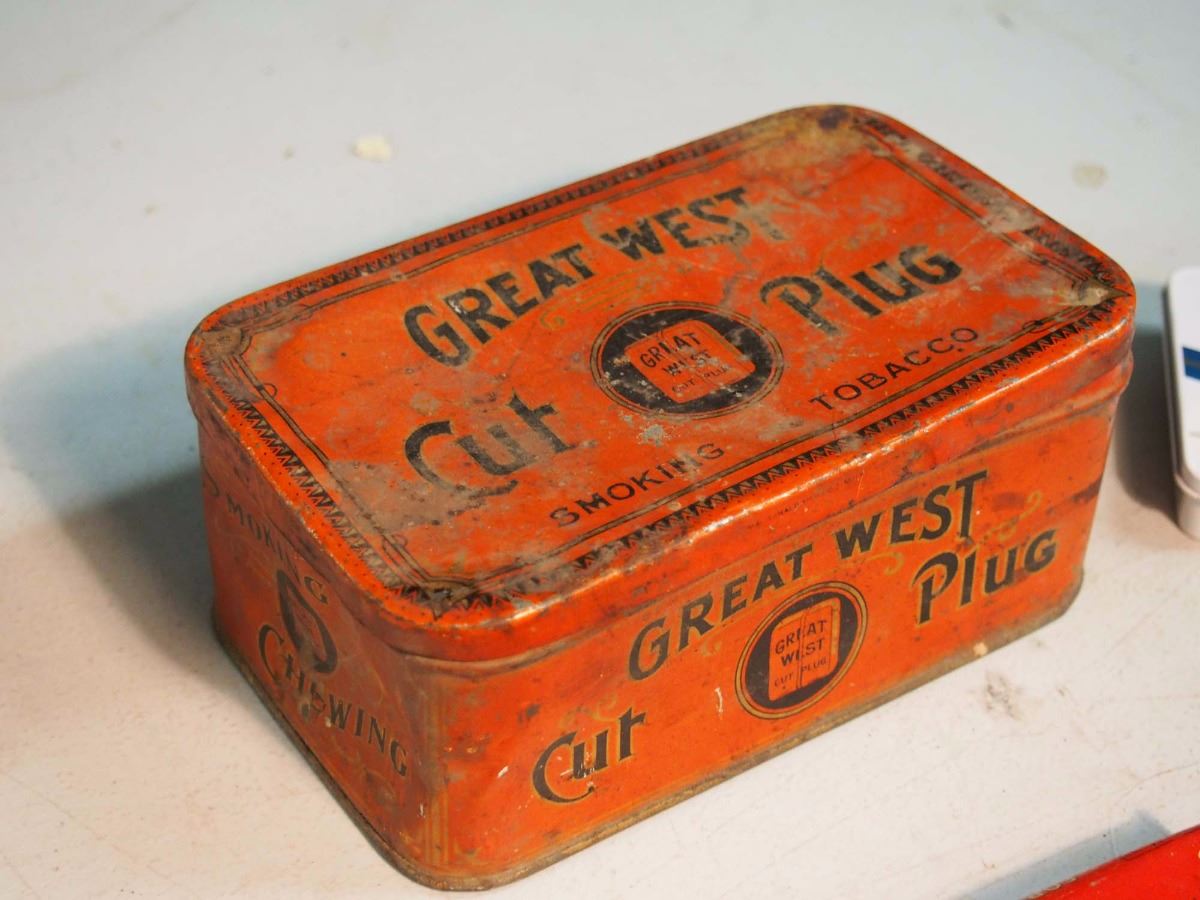 GREAT WEST
Cut Plug
GREAT
WEST
CUT PLUG
SMOKING TOBACCO
GREAT WEST
Cut Plug
GREAT
WEST
CUT PLUG
SMOKING
&
CHEWING